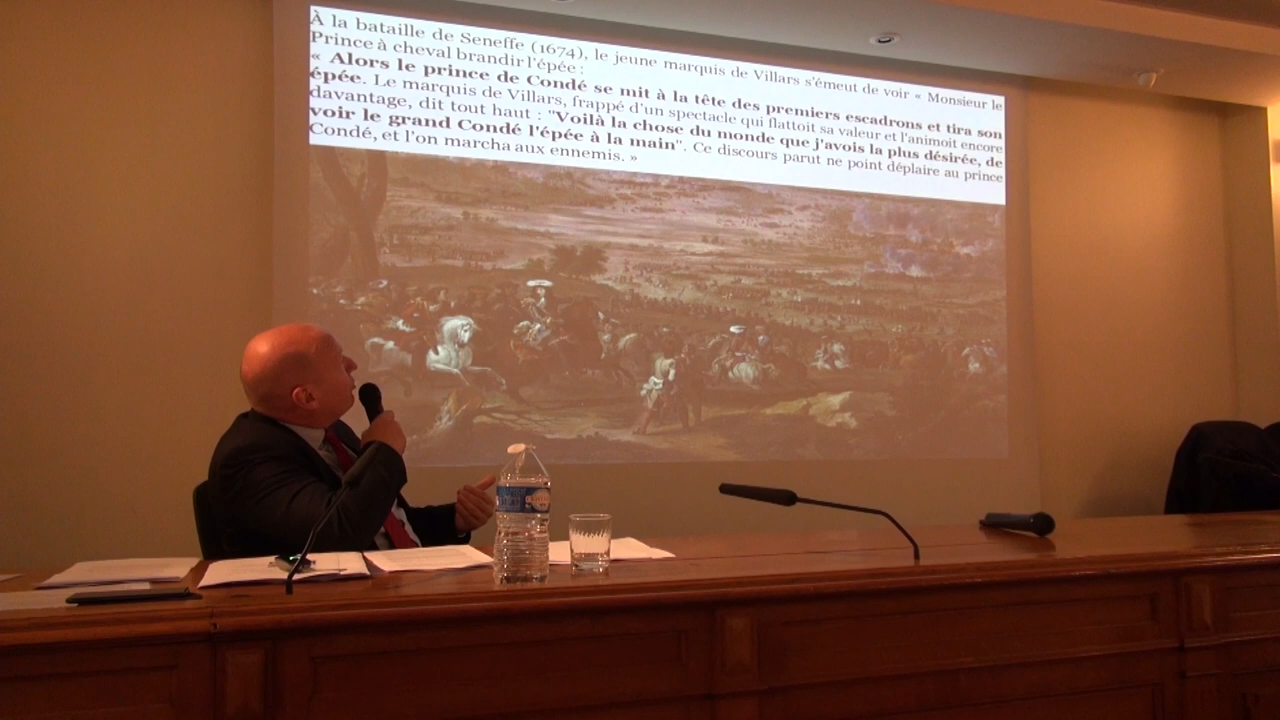 À la bataille de Seneffe (1674), le jeune marquis de Villars s'émeut de voir « Monsieur le
Prince à cheval brandir l'épée :
« Alors le prince de Condé se mit à la tête des premiers escadrons et tira son
épée. Le marquis de Villars, frappé d'un spectacle qui flattoit sa valeur et l'animoit encore
davantage, dit tout haut : "Voilà la chose du monde que j'avois la plus désirée, de
voir le grand Condé l'épée à la main". Ce discours parut ne point déplaire au prince
Condé, et l'on marcha aux ennemis. »